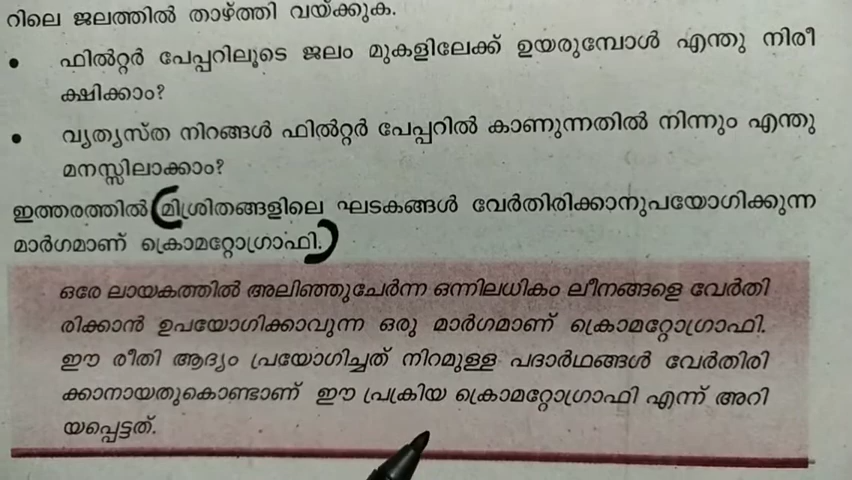 റിലെ ജലത്തിൽ താഴ്ത്തി വയ്ക്കുക.
• ഫിൽറ്റർ പേപ്പറിലൂടെ ജലം മുകളിലേക്ക് ഉയരുമ്പോൾ എന്തു നിരീ
ക്ഷിക്കാം?
• വ്യത്യസ്ത നിറങ്ങൾ ഫിൽറ്റർ പേപ്പറിൽ കാണുന്നതിൽ നിന്നും എന്തു
മനസ്സിലാക്കാം?
ഇത്തരത്തിൽ മിശ്രിതങ്ങളിലെ ഘടകങ്ങൾ വേർതിരിക്കാനുപയോഗിക്കുന്ന
മാർഗമാണ് ക്രൊമറ്റോഗ്രാഫി.
ഒരേ ലായകത്തിൽ അലിഞ്ഞുചേർന്ന ഒന്നിലധികം ലീനങ്ങളെ വേർതി
രിക്കാൻ ഉപയോഗിക്കാവുന്ന ഒരു മാർഗമാണ് ക്രൊമറ്റോഗ്രാഫി.
ഈ രീതി ആദ്യം പ്രയോഗിച്ചത് നിറമുള്ള പദാർഥങ്ങൾ വേർതിരി
ക്കാനായതുകൊണ്ടാണ് ഈ പ്രക്രിയ ക്രൊമറ്റോഗ്രാഫി എന്ന് അറി
യപ്പെട്ടത്.